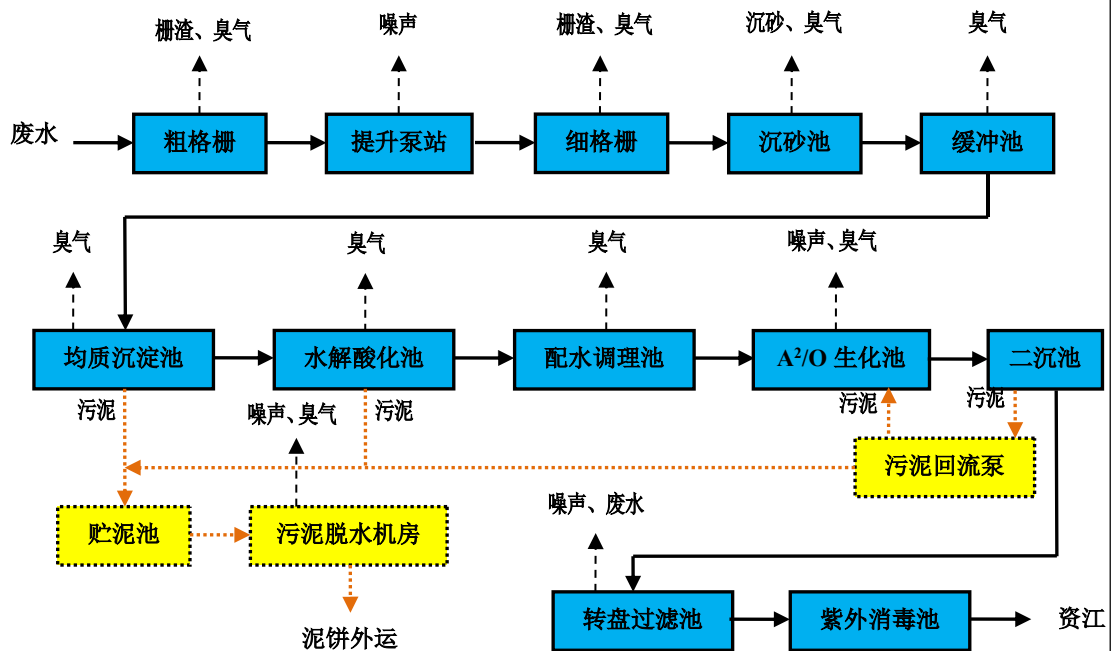 栅渣、臭气
噪声
栅渣、臭气
沉砂、臭气
臭气
废水
粗格栅
提升泵站
细格栅
沉砂池
缓冲池
臭气
臭气
臭气
噪声、臭气
均质沉淀池
水解酸化池
配水调理池
A²/O 生化池
二沉池
污泥
噪声、臭气
污泥
污泥
污泥
污泥回流泵
贮泥池
污泥脱水机房
噪声、废水
泥饼外运
转盘过滤池
紫外消毒池
资江